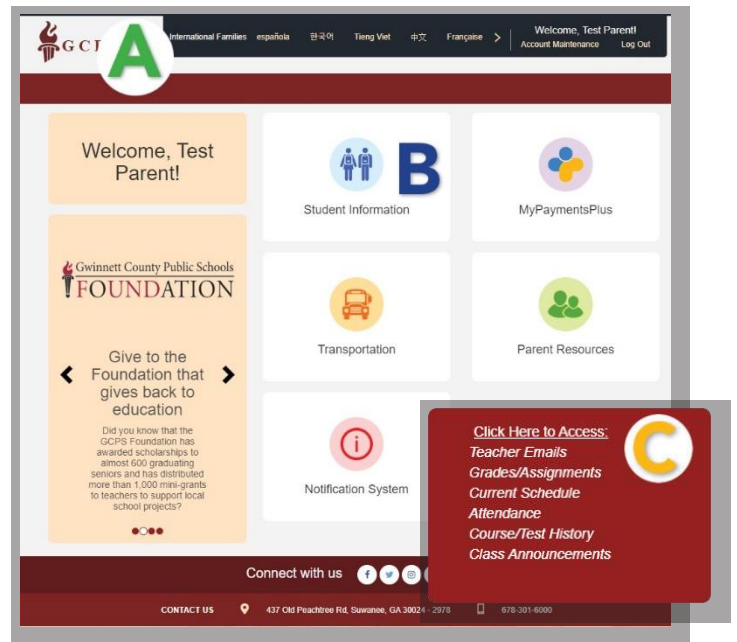 GCI
A
International Families española 한국어 Tieng Viet 中文 Française >
Welcome, Test Parent!
Account Maintenance Log Out
Welcome, Test
Parent!
Gwinnett County Public Schools
FOUNDATION
Give to the
Foundation that
gives back to
education
Did you know that the
GCPS Foundation has
awarded scholarships to
almost 600 graduating
seniors and has distributed
more than 1,000 mini-grants
to teachers to support local
school projects?
B
Student Information
MyPaymentsPlus
Transportation
Parent Resources
Notification System
Click Here to Access:
Teacher Emails
Grades/Assignments
Current Schedule
Attendance
Course/Test History
Class Announcements
C
Connect with us
CONTACT US 437 Old Peachtree Rd, Suwanee, GA 30024 - 2978 678-301-6000